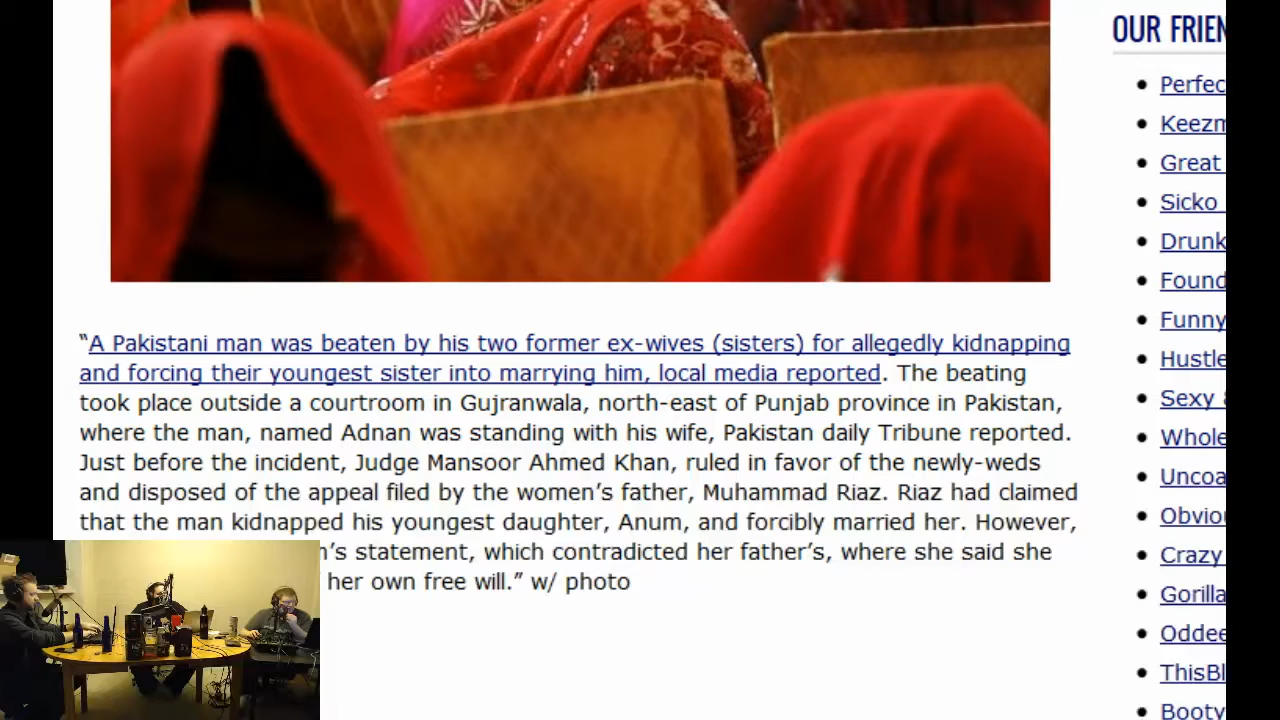 OUR FRIEN
Perfec
Keezm
Great
Sicko
Drunk
Found
Funny
Hustle
Sexy &
Whole
Uncoa
Obviou
Crazy
Gorilla
Oddee
ThisBl
Booty
“A Pakistani man was beaten by his two former ex-wives (sisters) for allegedly kidnapping
and forcing their youngest sister into marrying him, local media reported. The beating
took place outside a courtroom in Gujranwala, north-east of Punjab province in Pakistan,
where the man, named Adnan was standing with his wife, Pakistan daily Tribune reported.
Just before the incident, Judge Mansoor Ahmed Khan, ruled in favor of the newly-weds
and disposed of the appeal filed by the women’s father, Muhammad Riaz. Riaz had claimed
that the man kidnapped his youngest daughter, Anum, and forcibly married her. However,
n’s statement, which contradicted her father’s, where she said she
her own free will.” w/ photo